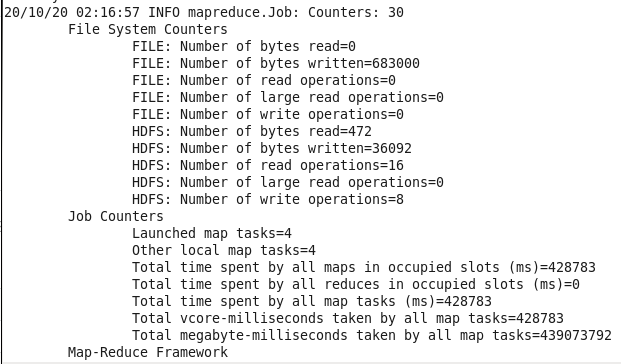 20/10/20 02:16:57 INFO mapreduce.Job: Counters: 30
File System Counters
FILE: Number of bytes read=0
FILE: Number of bytes written=683000
FILE: Number of read operations=0
FILE: Number of large read operations=0
FILE: Number of write operations=0
HDFS: Number of bytes read=472
HDFS: Number of bytes written=36092
HDFS: Number of read operations=16
HDFS: Number of large read operations=0
HDFS: Number of write operations=8
Job Counters
Launched map tasks=4
Other local map tasks=4
Total time spent by all maps in occupied slots (ms)=428783
Total time spent by all reduces in occupied slots (ms)=0
Total time spent by all map tasks (ms)=428783
Total vcore-milliseconds taken by all map tasks=428783
Total megabyte-milliseconds taken by all map tasks=439073792
Map-Reduce Framework